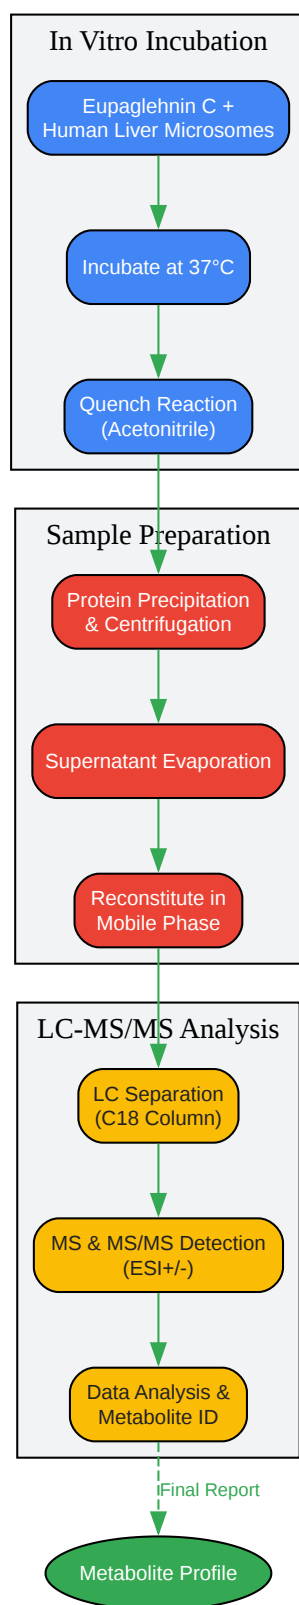 In Vitro Incubation
Eupaglehnin C +
Human Liver Microsomes
Incubate at 37°C
Quench Reaction
(Acetonitrile)
Sample Preparation
Protein Precipitation
& Centrifugation
Supernatant Evaporation
Reconstitute in
Mobile Phase
LC-MS/MS Analysis
LC Separation
(C18 Column)
MS & MS/MS Detection
(ESI+/-)
Data Analysis &
Metabolite ID
Final Report
Metabolite Profile